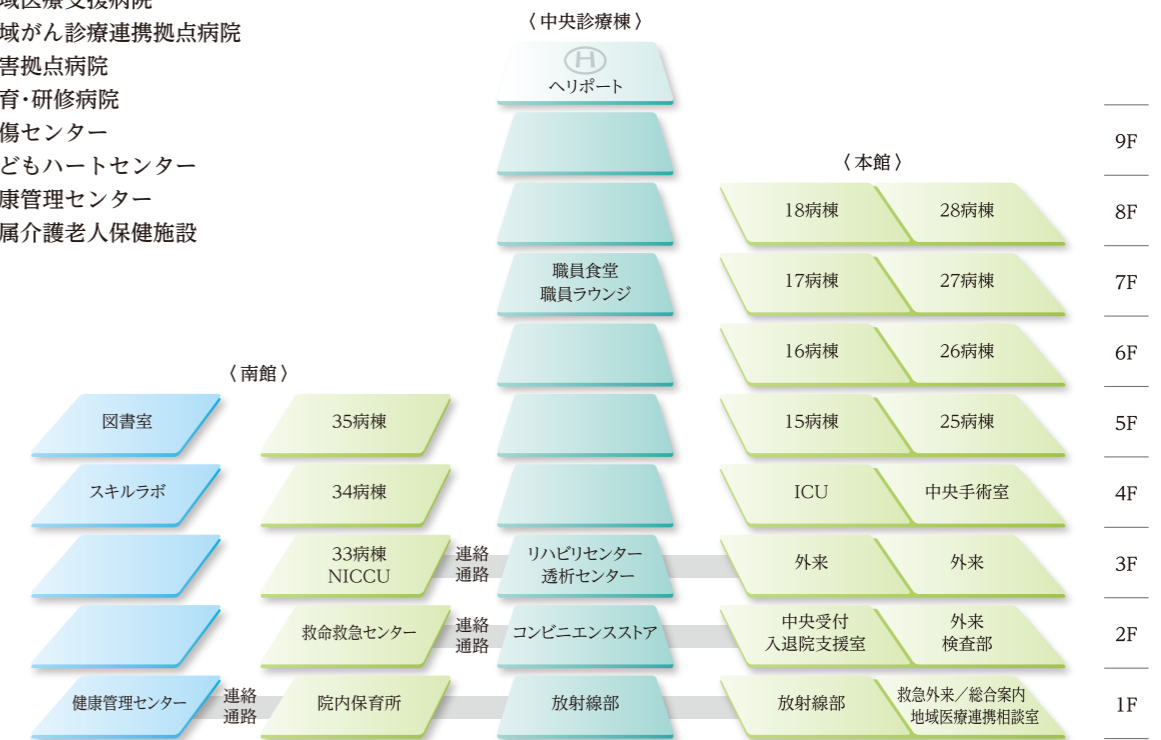 域がん診療連携拠点病院
害拠点病院
育・研修病院
傷センター
どもハートセンター
康管理センター
属介護老人保健施設
〈中央診療棟〉
H
ヘリポート
9F
〈本館〉
18病棟
28病棟
8F
職員食堂
職員ラウンジ
17病棟
27病棟
7F
16病棟
26病棟
6F
〈南館〉
図書室
35病棟
15病棟
25病棟
5F
スキルラボ
34病棟
ICU
中央手術室
4F
33病棟
NICCU
連絡
通路
リハビリセンター
透析センター
外来
外来
3F
救命救急センター
連絡
通路
コンビニエンスストア
中央受付
入退院支援室
外来
検査部
2F
健康管理センター
連絡
通路
院内保育所
放射線部
放射線部
救急外来／総合案内
地域医療連携相談室
1F